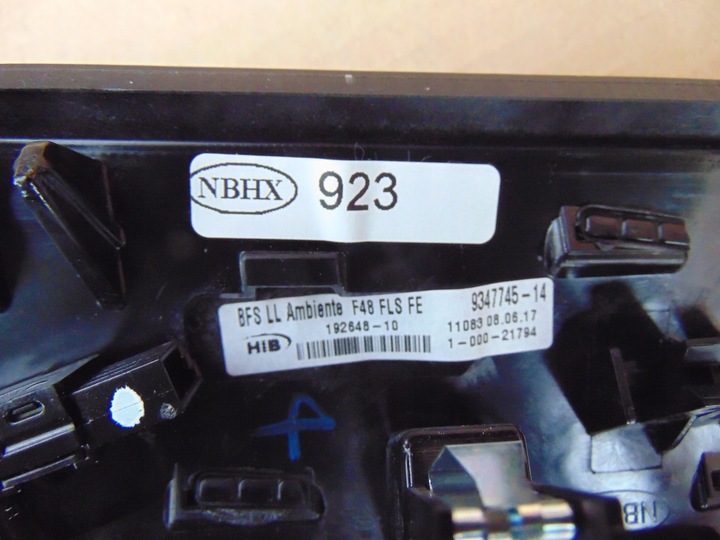 NBHX 923
BFS LL Ambiente F48 FLS FE 9347745-14
192648-10 11083 08.06.17
HIB 1-000-21794
NB